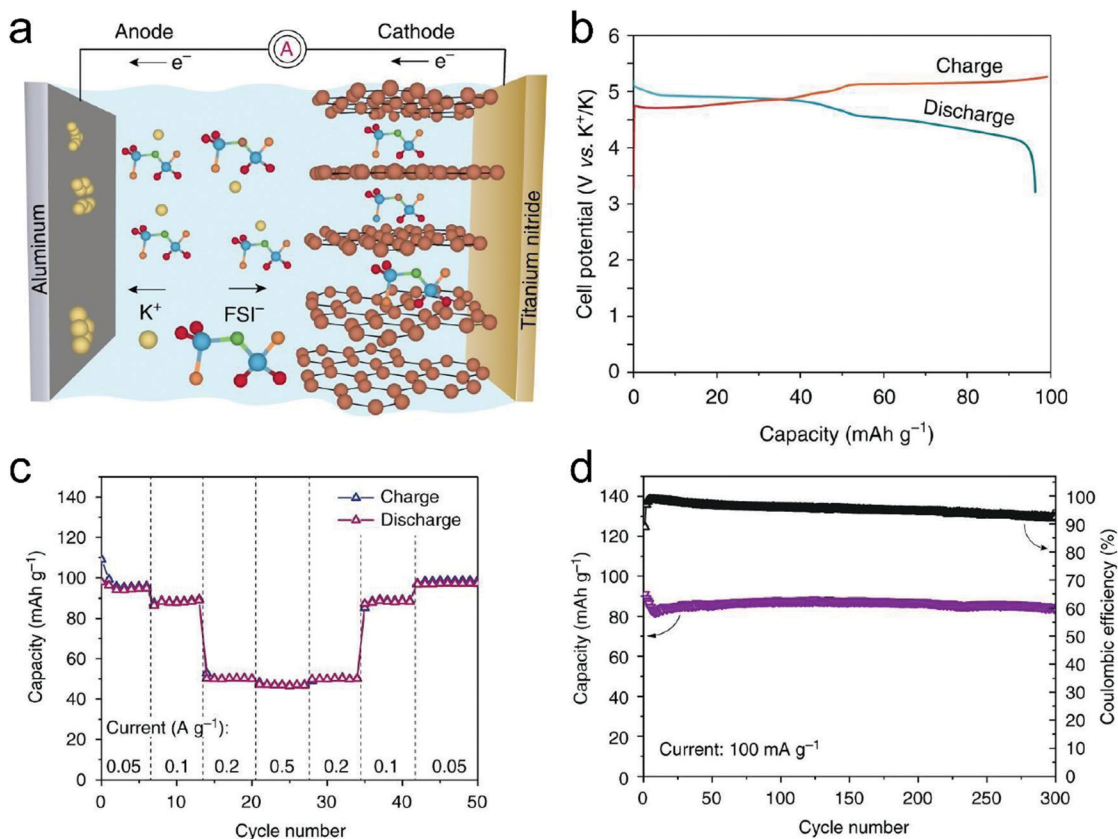 a
Anode
A
Cathode
e⁻
e⁻
Aluminum
K⁺
FSI⁻
Titanium nitride
b
Cell potential (V vs. K⁺/K)
6
5
4
3
2
1
0
Charge
Discharge
0 20 40 60 80 100
Capacity (mAh g⁻¹)
c
Capacity (mAh g⁻¹)
140
120
100
80
60
40
20
0
Charge
Discharge
Current (A g⁻¹):
0.05 0.1 0.2 0.5 0.2 0.1 0.05
0 10 20 30 40 50
Cycle number
d
Capacity (mAh g⁻¹)
140
120
100
80
60
40
20
0
100
90
80
70
60
50
40
30
20
10
0
Coulombic efficiency (%)
Current: 100 mA g⁻¹
0 50 100 150 200 250 300
Cycle number